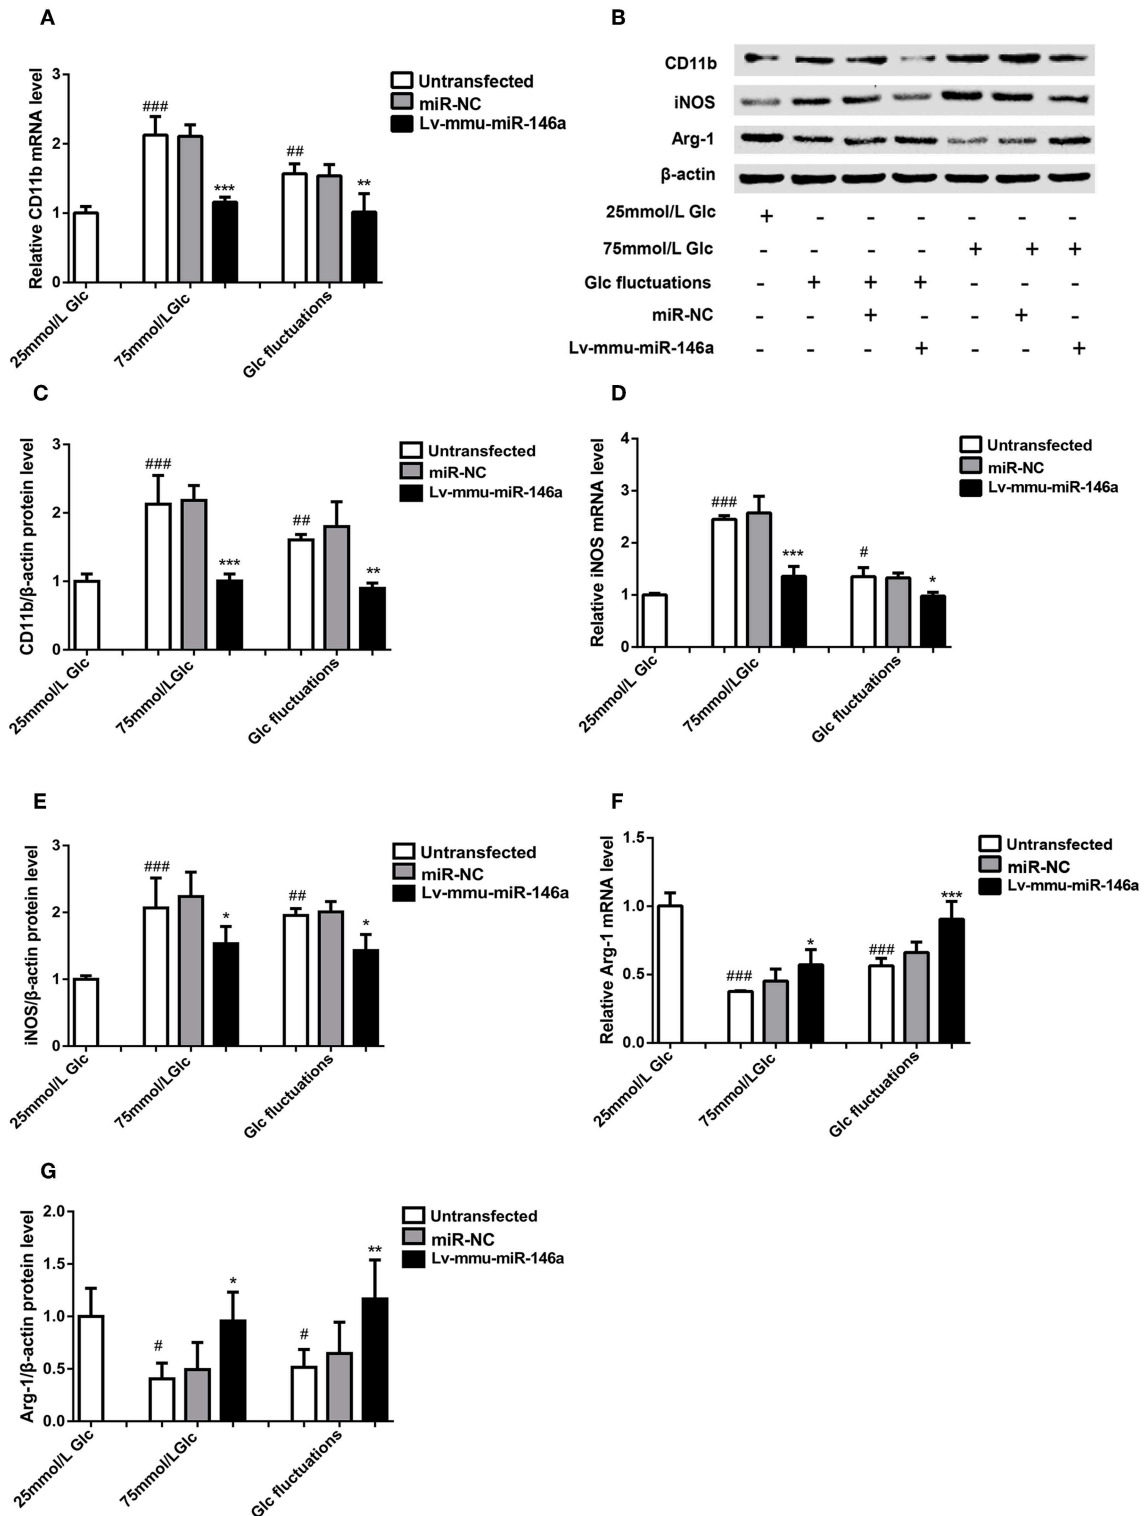 A
Relative CD11b mRNA level
3
2
1
0
###
***
##
**
Untransfected
miR-NC
Lv-mmu-miR-146a
25mmol/L Glc
75mmol/LGlc
Glc fluctuations
B
CD11b
iNOS
Arg-1
β-actin
25mmol/L Glc + - - - - - -
75mmol/L Glc - - - - + + +
Glc fluctuations - + + + - - -
miR-NC - - + - - + -
Lv-mmu-miR-146a - - - + - - +
C
CD11b/β-actin protein level
3
2
1
0
###
***
##
**
Untransfected
miR-NC
Lv-mmu-miR-146a
25mmol/L Glc
75mmol/LGlc
Glc fluctuations
D
Relative iNOS mRNA level
4
3
2
1
0
###
***
#
*
Untransfected
miR-NC
Lv-mmu-miR-146a
25mmol/L Glc
75mmol/LGlc
Glc fluctuations
E
iNOS/β-actin protein level
3
2
1
0
###
*
##
*
Untransfected
miR-NC
Lv-mmu-miR-146a
25mmol/L Glc
75mmol/LGlc
Glc fluctuations
F
Relative Arg-1 mRNA level
1.5
1.0
0.5
0.0
###
*
###
***
Untransfected
miR-NC
Lv-mmu-miR-146a
25mmol/L Glc
75mmol/LGlc
Glc fluctuations
G
Arg-1/β-actin protein level
2.0
1.5
1.0
0.5
0.0
#
*
#
**
Untransfected
miR-NC
Lv-mmu-miR-146a
25mmol/L Glc
75mmol/LGlc
Glc fluctuations